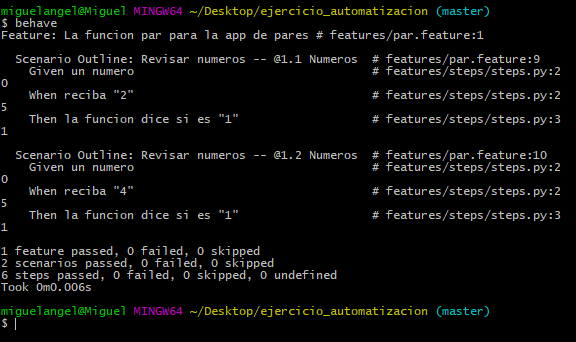 miguelangel@Miguel MINGW64 ~/Desktop/ejercicio_automatizacion (master)
$ behave
Feature: La funcion par para la app de pares # features/par.feature:1

  Scenario Outline: Revisar numeros -- @1.1 Numeros  # features/par.feature:9
    Given un numero                                  # features/steps/steps.py:2
0
    When reciba "2"                                  # features/steps/steps.py:2
5
    Then la funcion dice si es "1"                   # features/steps/steps.py:3
1

  Scenario Outline: Revisar numeros -- @1.2 Numeros  # features/par.feature:10
    Given un numero                                  # features/steps/steps.py:2
0
    When reciba "4"                                  # features/steps/steps.py:2
5
    Then la funcion dice si es "1"                   # features/steps/steps.py:3
1

1 feature passed, 0 failed, 0 skipped
2 scenarios passed, 0 failed, 0 skipped
6 steps passed, 0 failed, 0 skipped, 0 undefined
Took 0m0.006s

miguelangel@Miguel MINGW64 ~/Desktop/ejercicio_automatizacion (master)
$